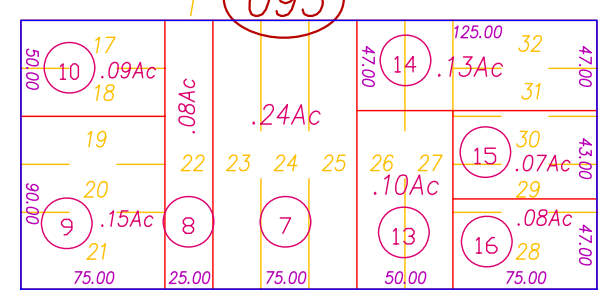 095
50.00 17 10 .09Ac 18
.08Ac
.24Ac
47.00 14 .13Ac 125.00 32 47.00 31
19
90.00 20 9 .15Ac 21
22 8
23 24 25 7
26 27 .10Ac 13
30 15 .07Ac 43.00 29
.08Ac 16 28 47.00
75.00 25.00 75.00 50.00 75.00